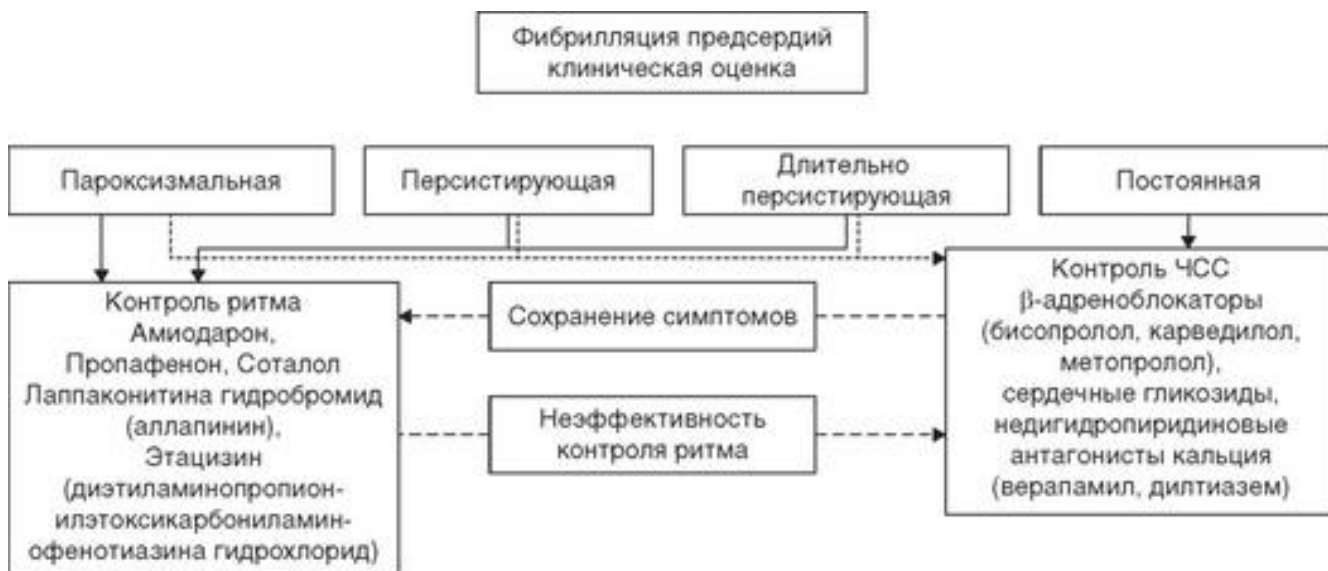 Фибрилляция предсердий
клиническая оценка
Пароксизмальная
Персистирующая
Длительно
персистирующая
Постоянная
Контроль ритма
Амиодарон,
Пропафенон, Соталол
Лаппаконитина гидробромид
(аллапинин),
Этацизин
(диэтиламинопропион-
илэтоксикарбониламин-
офенотиазина гидрохлорид)
Сохранение симптомов
Неэффективность
контроля ритма
Контроль ЧСС
β-адреноблокаторы
(бисопролол, карведилол,
метопролол),
сердечные гликозиды,
недигидропиридиновые
антагонисты кальция
(верапамил, дилтиазем)